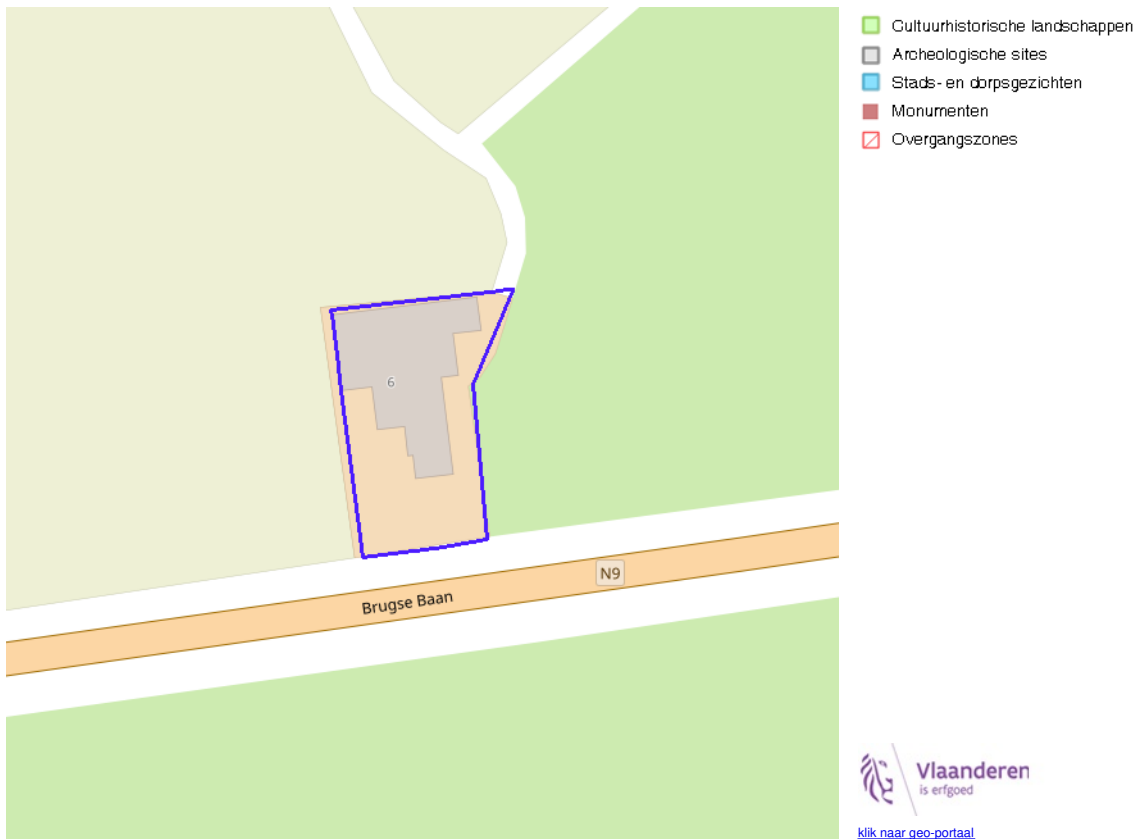 Cultuurhistorische landschappen
Archeologische sites
Stads- en dorpsgezichten
Monumenten
Overgangszones
6
N9
Brugse Baan
Vlaanderen
is erfgoed
klik naar geo-portaal